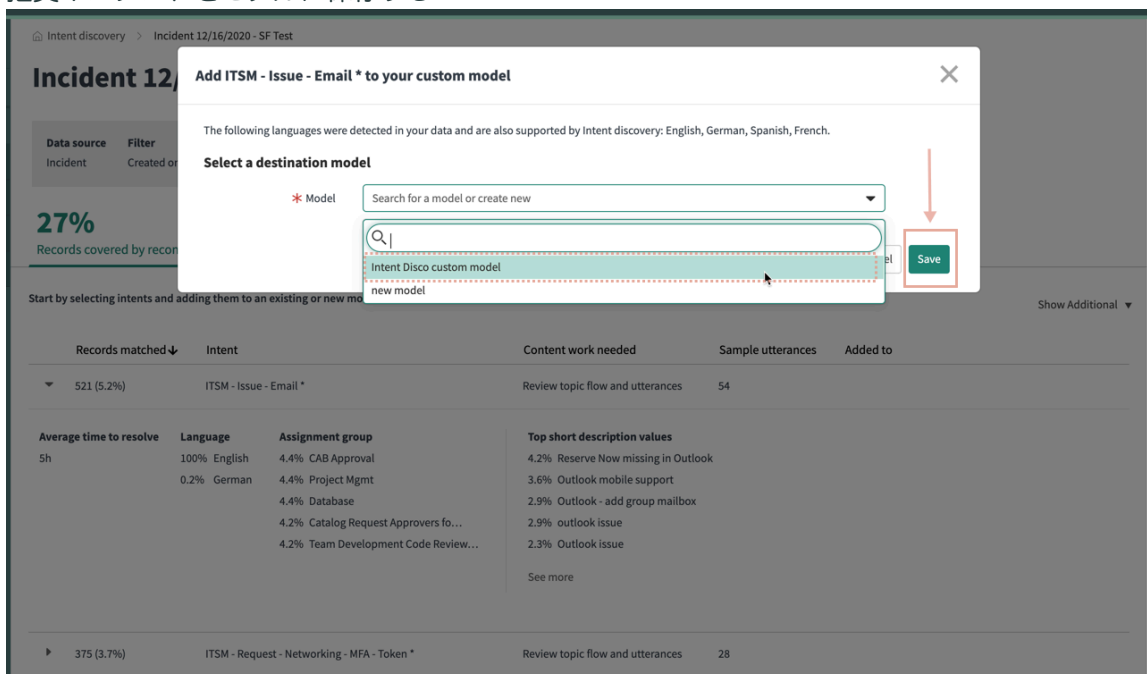 Intent discovery > Incident 12/16/2020 - SF Test
Incident 12/
Add ITSM - Issue - Email * to your custom model
The following languages were detected in your data and are also supported by Intent discovery: English, German, Spanish, French.
Data source Filter
Incident Created on
Select a destination model
* Model Search for a model or create new
27%
Records covered by recon
el Save
Intent Disco custom model
new model
Start by selecting intents and adding them to an existing or new mo
Show Additional
Records matched Intent Content work needed Sample utterances Added to
521 (5.2%) ITSM - Issue - Email * Review topic flow and utterances 54
Average time to resolve Language Assignment group Top short description values
5h 100% English 4.4% CAB Approval 4.2% Reserve Now missing in Outlook
0.2% German 4.4% Project Mgmt 3.6% Outlook mobile support
4.4% Database 2.9% Outlook - add group mailbox
4.2% Catalog Request Approvers fo... 2.9% outlook issue
4.2% Team Development Code Review... 2.3% Outlook issue
See more
375 (3.7%) ITSM - Request - Networking - MFA - Token * Review topic flow and utterances 28